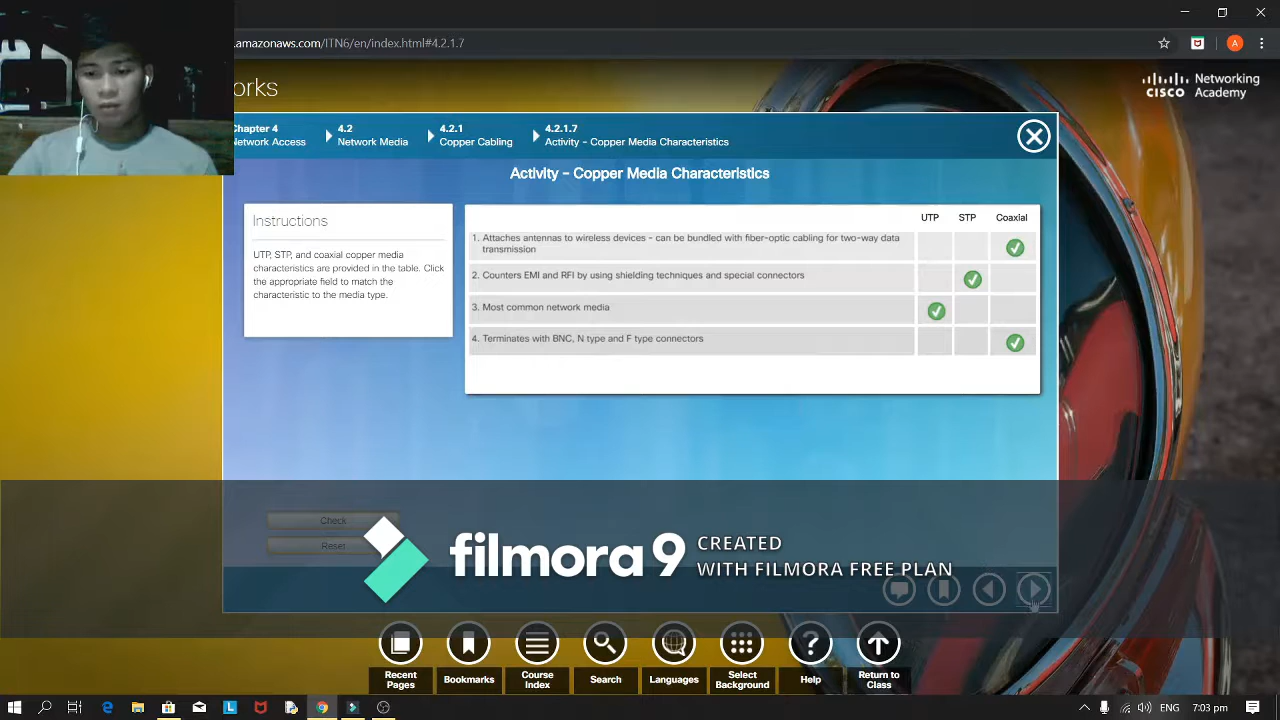 .amazonaws.com/ITN6/en/index.html#4.2.1.7
A
orks
CISCO
Networking
Academy
Chapter 4
Network Access
4.2
Network Media
4.2.1
Copper Cabling
4.2.1.7
Activity – Copper Media Characteristics
Activity – Copper Media Characteristics
Instructions
UTP, STP, and coaxial copper media
characteristics are provided in the table. Click
the appropriate field to match the
characteristic to the media type.
UTP STP Coaxial
1. Attaches antennas to wireless devices - can be bundled with fiber-optic cabling for two-way data
transmission
2. Counters EMI and RFI by using shielding techniques and special connectors
3. Most common network media
4. Terminates with BNC, N type and F type connectors
Check
Reset
filmora 9
CREATED
WITH FILMORA FREE PLAN
Recent
Pages
Bookmarks
Course
Index
Search
Languages
Select
Background
Help
Return to
Class
7:03 pm
ENG